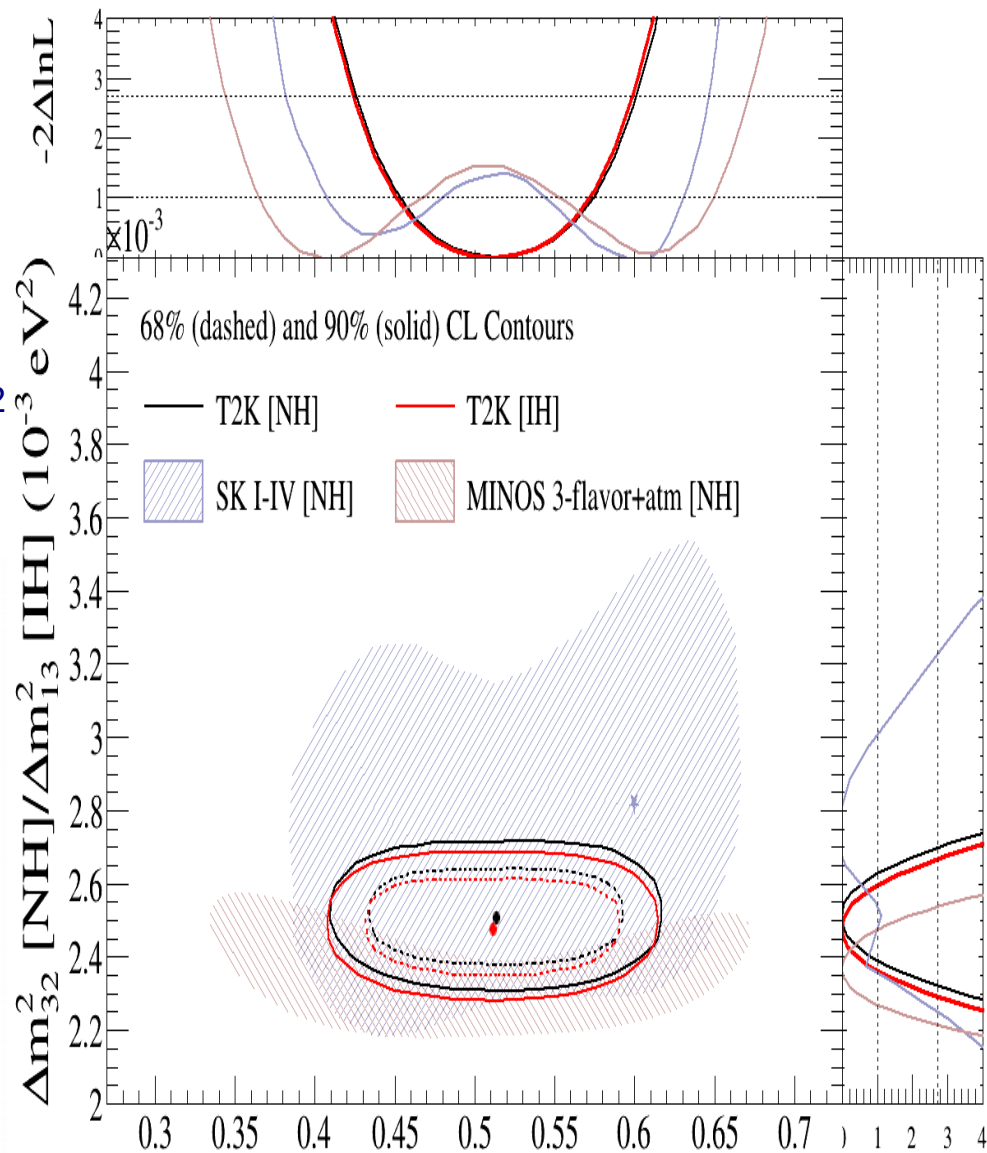 4
3
2
1
0
-2ΔlnL
×10⁻³
68% (dashed) and 90% (solid) CL Contours
T2K [NH] T2K [IH]
SK I-IV [NH] MINOS 3-flavor+atm [NH]
Δm²₃₂ [NH]/Δm²₁₃ [IH] (10⁻³ eV²)
4.2
4
3.8
3.6
3.4
3.2
3
2.8
2.6
2.4
2.2
2
0.3 0.35 0.4 0.45 0.5 0.55 0.6 0.65 0.7
1 2 3 4